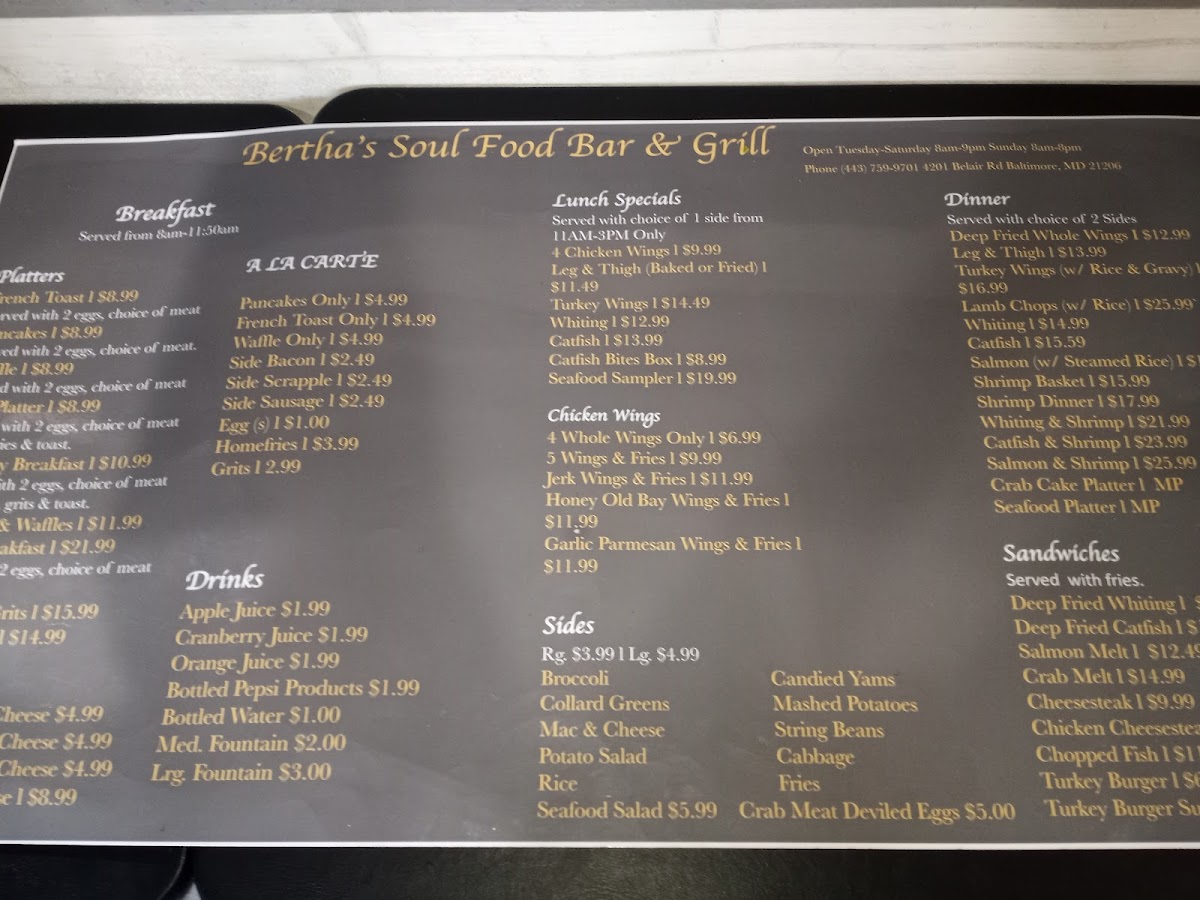 Bertha's Soul Food Bar & Grill
Open Tuesday-Saturday 8am-9pm Sunday 8am-8pm
Phone (443) 759-9701 4201 Belair Rd Baltimore, MD 21206
Breakfast
Served from 8am-11:50am
Platters
French Toast | $8.99
rved with 2 eggs, choice of meat
ncakes | $8.99
ved with 2 eggs, choice of meat.
ffle | $8.99
d with 2 eggs, choice of meat
Platter | $8.99
with 2 eggs, choice of meat
ies & toast.
y Breakfast | $10.99
ith 2 eggs, choice of meat
grits & toast.
& Waffles | $11.99
akfast | $21.99
2 eggs, choice of meat
Grits | $15.99
| $14.99
Cheese $4.99
Cheese $4.99
Cheese $4.99
se | $8.99
A LA CARTE
Pancakes Only | $4.99
French Toast Only | $4.99
Waffle Only | $4.99
Side Bacon | $2.49
Side Scrapple | $2.49
Side Sausage | $2.49
Egg (s) | $1.00
Homefries | $3.99
Grits | 2.99
Drinks
Apple Juice $1.99
Cranberry Juice $1.99
Orange Juice $1.99
Bottled Pepsi Products $1.99
Bottled Water $1.00
Med. Fountain $2.00
Lrg. Fountain $3.00
Lunch Specials
Served with choice of 1 side from
11AM-3PM Only
4 Chicken Wings | $9.99
Leg & Thigh (Baked or Fried) |
$11.49
Turkey Wings | $14.49
Whiting | $12.99
Catfish | $13.99
Catfish Bites Box | $8.99
Seafood Sampler | $19.99
Chicken Wings
4 Whole Wings Only | $6.99
5 Wings & Fries | $9.99
Jerk Wings & Fries | $11.99
Honey Old Bay Wings & Fries |
$11.99
Garlic Parmesan Wings & Fries |
$11.99
Sides
Rg. $3.99 | Lg. $4.99
Broccoli
Collard Greens
Mac & Cheese
Potato Salad
Rice
Seafood Salad $5.99
Candied Yams
Mashed Potatoes
String Beans
Cabbage
Fries
Crab Meat Deviled Eggs $5.00
Dinner
Served with choice of 2 Sides
Deep Fried Whole Wings | $12.99
Leg & Thigh | $13.99
Turkey Wings (w/ Rice & Gravy) |
$16.99
Lamb Chops (w/ Rice) | $25.99
Whiting | $14.99
Catfish | $15.59
Salmon (w/ Steamed Rice) | $1
Shrimp Basket | $15.99
Shrimp Dinner | $17.99
Whiting & Shrimp | $21.99
Catfish & Shrimp | $23.99
Salmon & Shrimp | $25.99
Crab Cake Platter | MP
Seafood Platter | MP
Sandwiches
Served with fries.
Deep Fried Whiting | $
Deep Fried Catfish | $
Salmon Melt | $12.49
Crab Melt | $14.99
Cheesesteak | $9.99
Chicken Cheesestea
Chopped Fish | $11
Turkey Burger | $
Turkey Burger Su